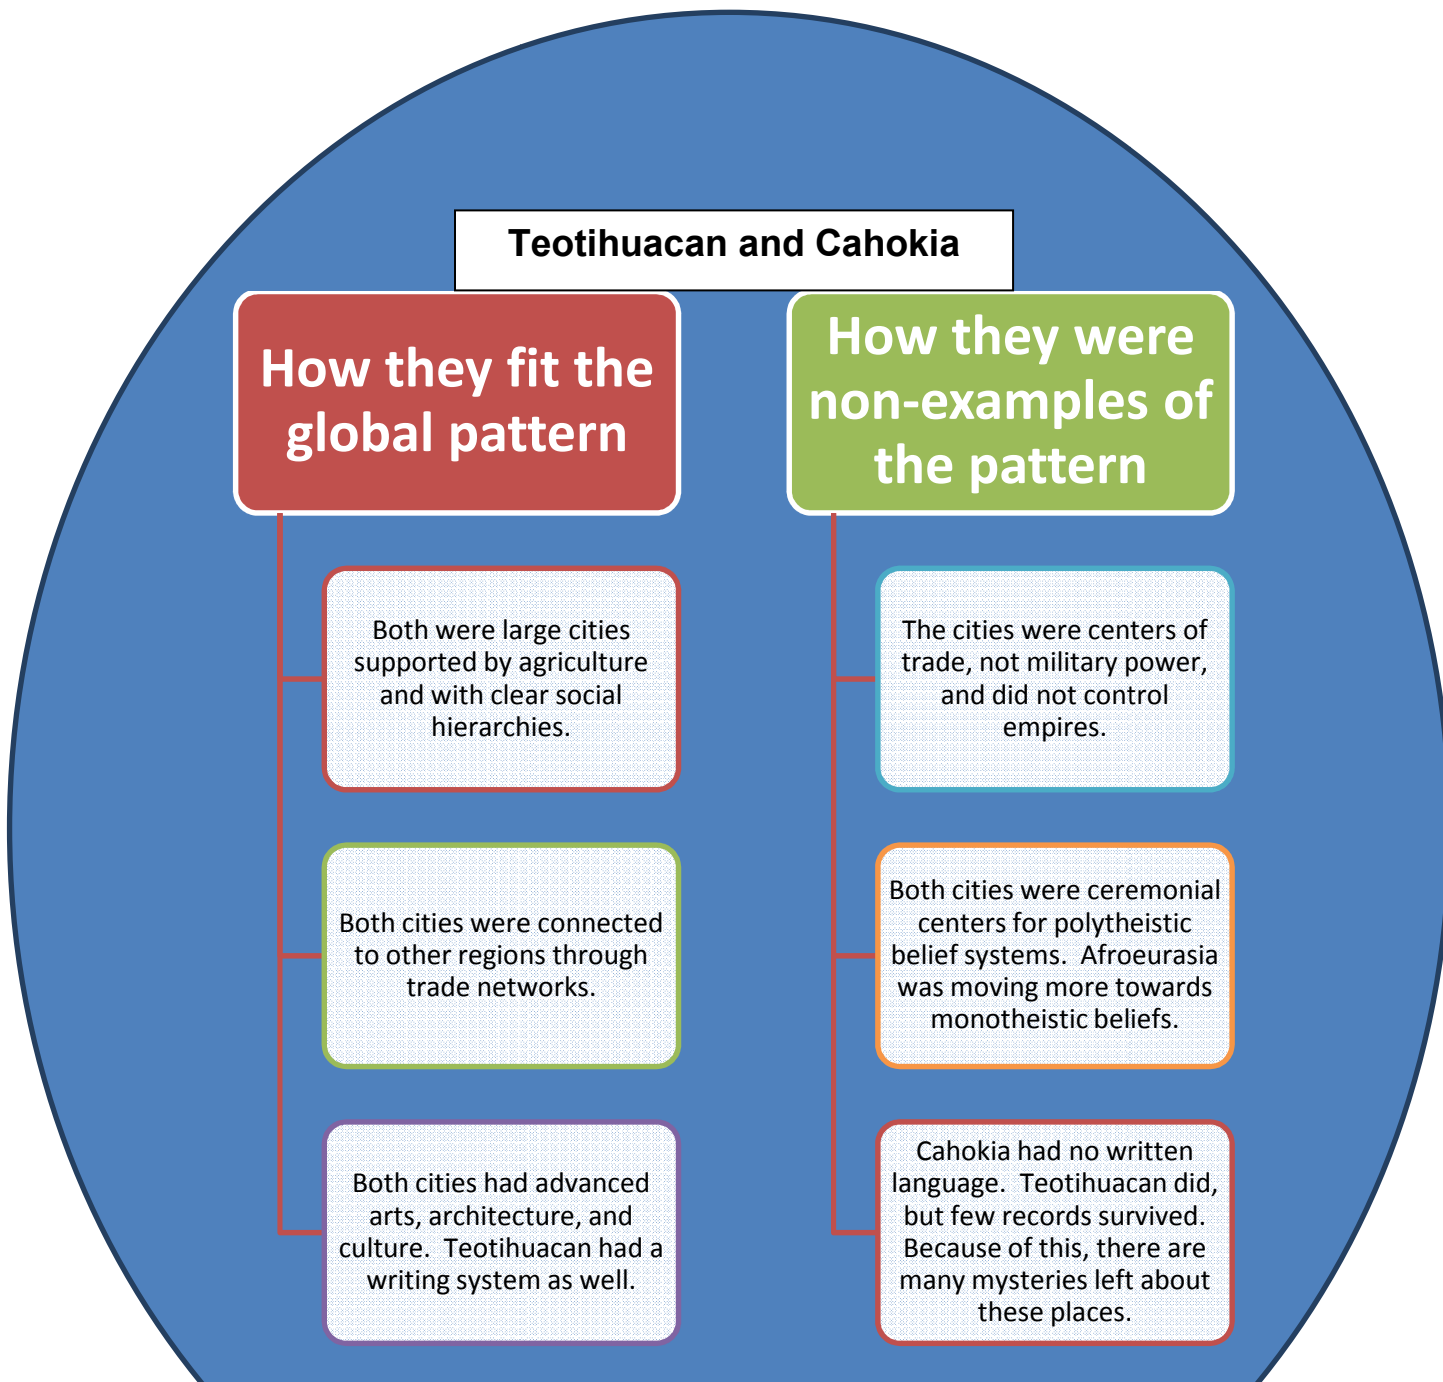 Teotihuacan and Cahokia
How they fit the
global pattern
Both were large cities
supported by agriculture
and with clear social
hierarchies.
Both cities were connected
to other regions through
trade networks.
Both cities had advanced
arts, architecture, and
culture.  Teotihuacan had a
writing system as well.
How they were
non-examples of
the pattern
The cities were centers of
trade, not military power,
and did not control
empires.
Both cities were ceremonial
centers for polytheistic
belief systems.  Afroeurasia
was moving more towards
monotheistic beliefs.
Cahokia had no written
language.  Teotihuacan did,
but few records survived.
Because of this, there are
many mysteries left about
these places.